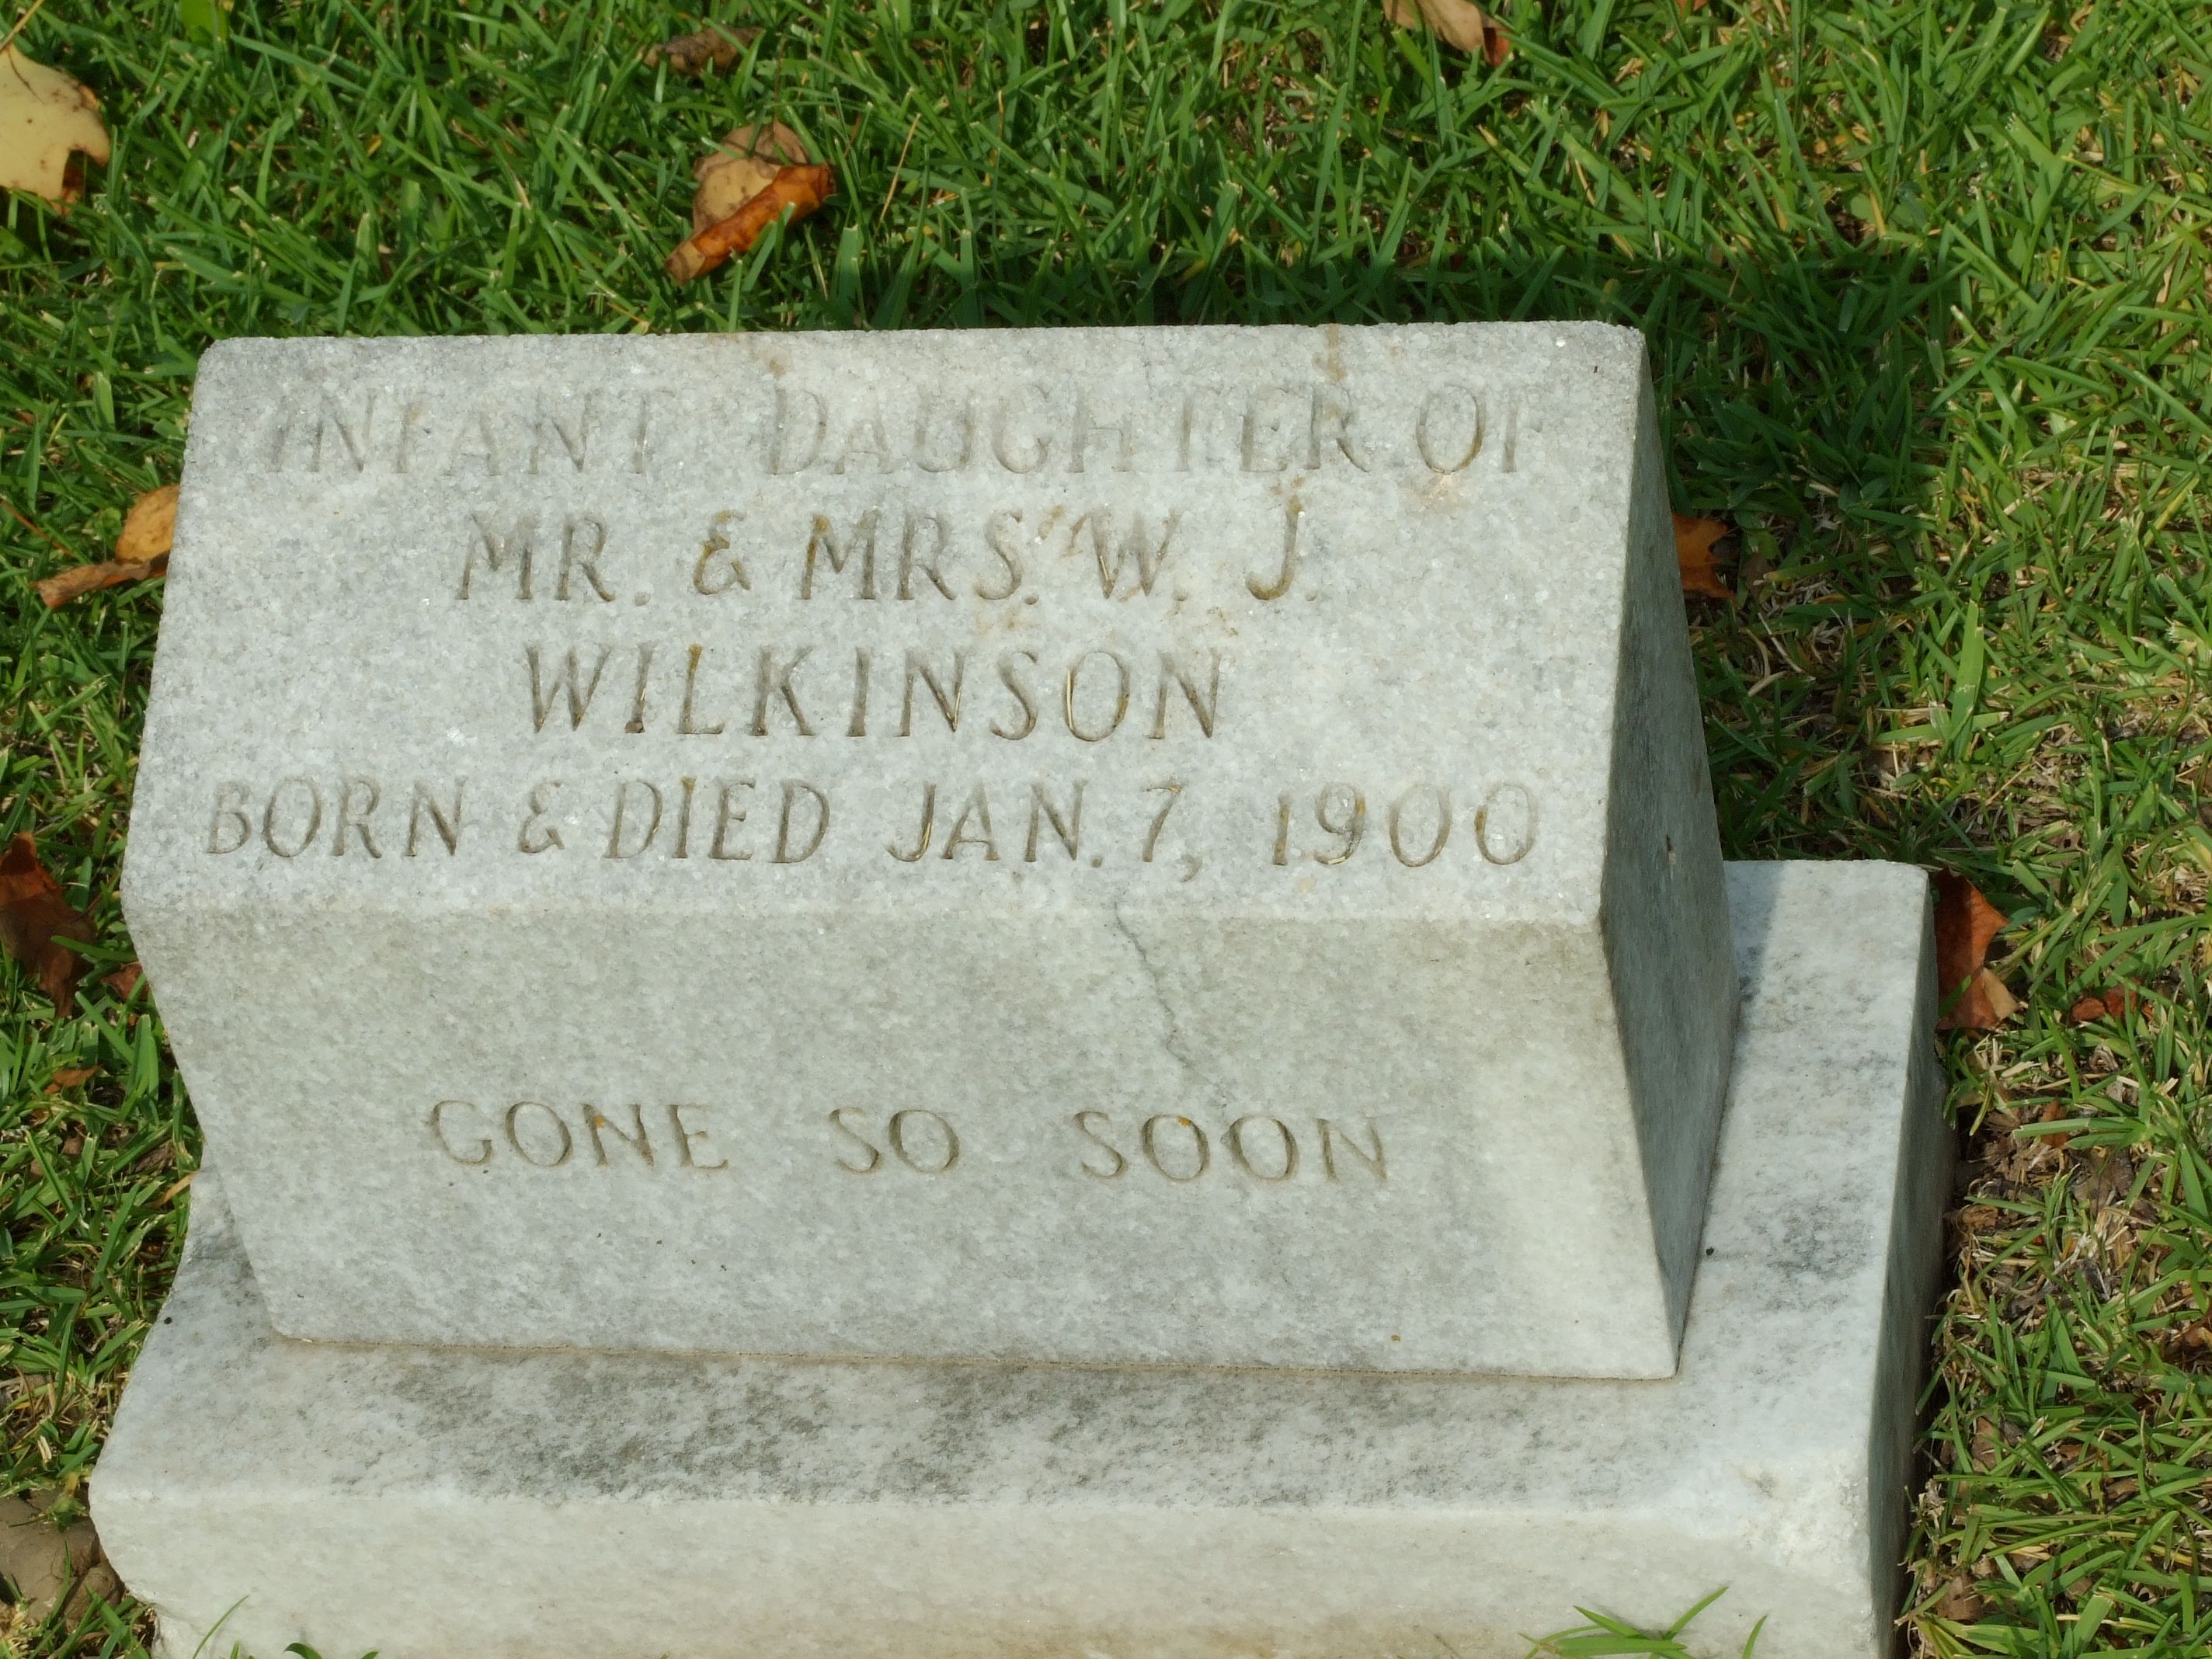 INFANT DAUGHTER OF
MR. & MRS. W. J.
WILKINSON
BORN & DIED JAN. 7, 1900
GONE SO SOON